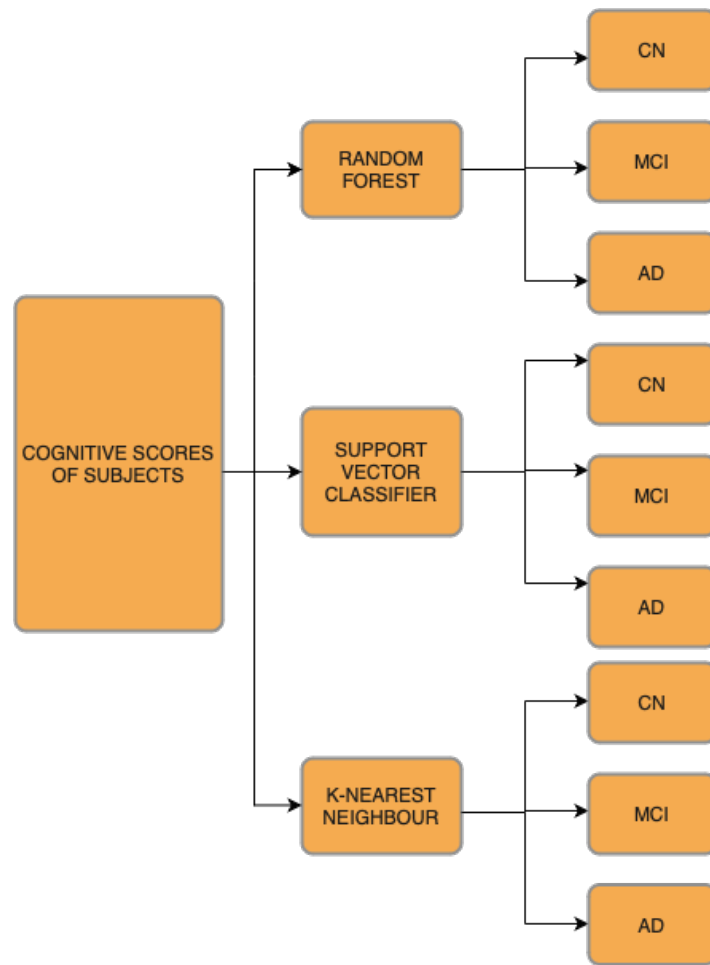 CN
RANDOM
FOREST
MCI
AD
COGNITIVE SCORES
OF SUBJECTS
CN
SUPPORT
VECTOR
CLASSIFIER
MCI
AD
CN
K-NEAREST
NEIGHBOUR
MCI
AD